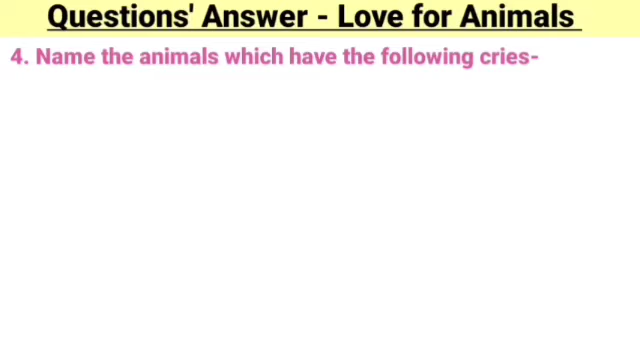 Questions' Answer - Love for Animals
4. Name the animals which have the following cries-